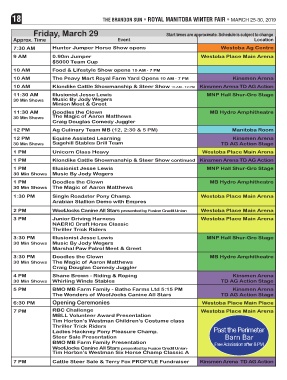 18
THE BRANDON SUN • ROYAL MANITOBA WINTER FAIR • MARCH 25-30, 2019
Friday, March 29
Start times are approximate. Schedule is subject to change
Approx. Time Event Location
7:30 AM Hunter Jumper Horse Show opens Westoba Ag Centre
9 AM 0.90m Jumper Westoba Place Main Arena
$5000 Team Cup
10 AM Food & Lifestyle Show opens 10 AM - 7 PM
10 AM The Peavy Mart Royal Farm Yard Opens 10 AM - 7 PM Kinsmen Arena
10 AM Klondike Cattle Showmanship & Steer Show Kinsmen Arena TD AG Action Stage
11:30 AM Illusionist Jesse Lewis MNP Hall Shur-Gro Stage
30 Min Shows Music By Jody Wegers
Minion Meet & Greet
11:30 AM Doodles the Clown MB Hydro Amphitheatre
30 Min Shows The Magic of Aaron Matthews
Craig Douglas Comedy Juggler
12 PM Ag Culinary Team MB (12, 2:30 & 5 PM) Manitoba Room
12 PM Equine Assisted Learning Kinsmen Arena
30 Min Shows Sagehill Stables Drill Team TD AG Action Stage
1 PM Unicorn Class Heavy Westoba Place Main Arena
1 PM Klondike Cattle Showmanship & Steer Show continued Kinsmen Arena TD AG Action
1 PM Illusionist Jesse Lewis MNP Hall Shur-Gro Stage
30 Min Shows Music By Jody Wegers
1 PM Doodles the Clown MB Hydro Amphitheatre
30 Min Shows The Magic of Aaron Matthews
1:30 PM Single Roadster Pony Champ. Westoba Place Main Arena
Arabian Stallion Demo with Empres
2 PM WoofJocks Canine All Stars presented by Fusion Credit Union Westoba Place Main Arena
3 PM Junior Driving Harness Westoba Place Main Arena
NAERIC Draft Horse Classic
Thriller Trick Riders
3:30 PM Illusionist Jesse Lewis MNP Hall Shur-Gro Stage
30 Min Shows Music By Jody Wegers
Marshal Paw Patrol Meet & Greet
3:30 PM Doodles the Clown MB Hydro Amphitheatre
30 Min Shows The Magic of Aaron Matthews
Craig Douglas Comedy Juggler
4 PM Shane Brown - Riding & Roping Kinsmen Arena
30 Min Shows Whirling Winds Stables TD AG Action Stage
5 PM BMO MB Farm Family - Bathe Farms Ltd 5:15 PM Kinsmen Arena
The Wonders of WoofJocks Canine All Stars TD AG Action Stage
6:30 PM Opening Ceremonies Westoba Place Main Place
7 PM RBC Challenge Westoba Place Main Arena
MBLL Volunteer Award Presentation
Tim Horton's Westman Children's Costume class
Thriller Trick Riders
Ladies Hackney Pony Pleasure Champ.
Steer Sale Presentation
BMO MB Farm Family Presentation
WoofJocks Canine All Stars presented by Fusion Credit Union
Tim Horton's Westman Six Horse Champ Classic A
Past the Perimeter
Barn Bar
Free Admission after 5 PM
7 PM Cattle Steer Sale & Terry Fox PROFYLE Fundraiser Kinsmen Arena TD AG Action